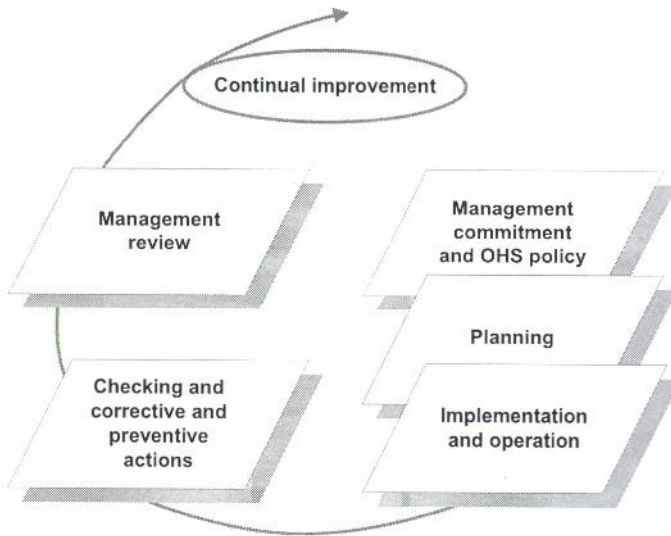 Continual improvement
Management
review
Management
commitment
and OHS policy
Planning
Checking and
corrective and
preventive
actions
Implementation
and operation